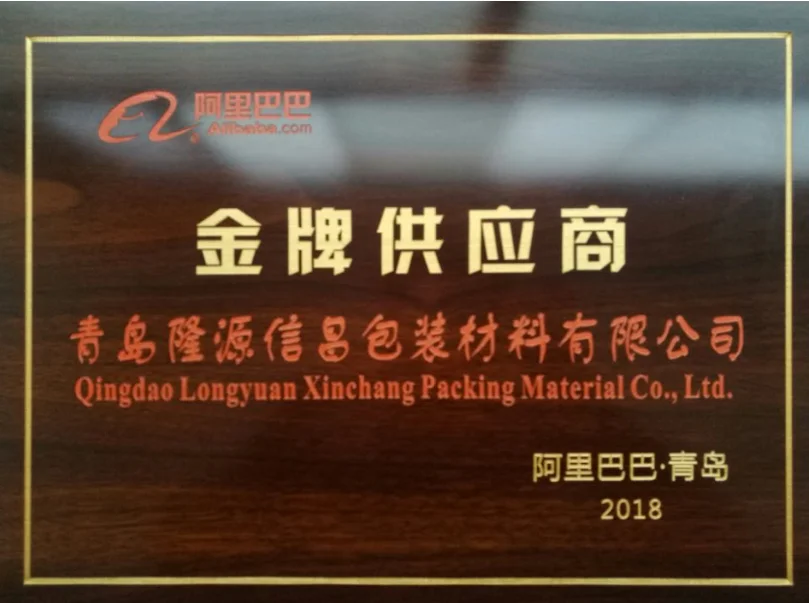 阿里巴巴
Alibaba.com
金牌供应商
青岛隆源信昌包装材料有限公司
Qingdao Longyuan Xinchang Packing Material Co., Ltd.
阿里巴巴·青岛
2018